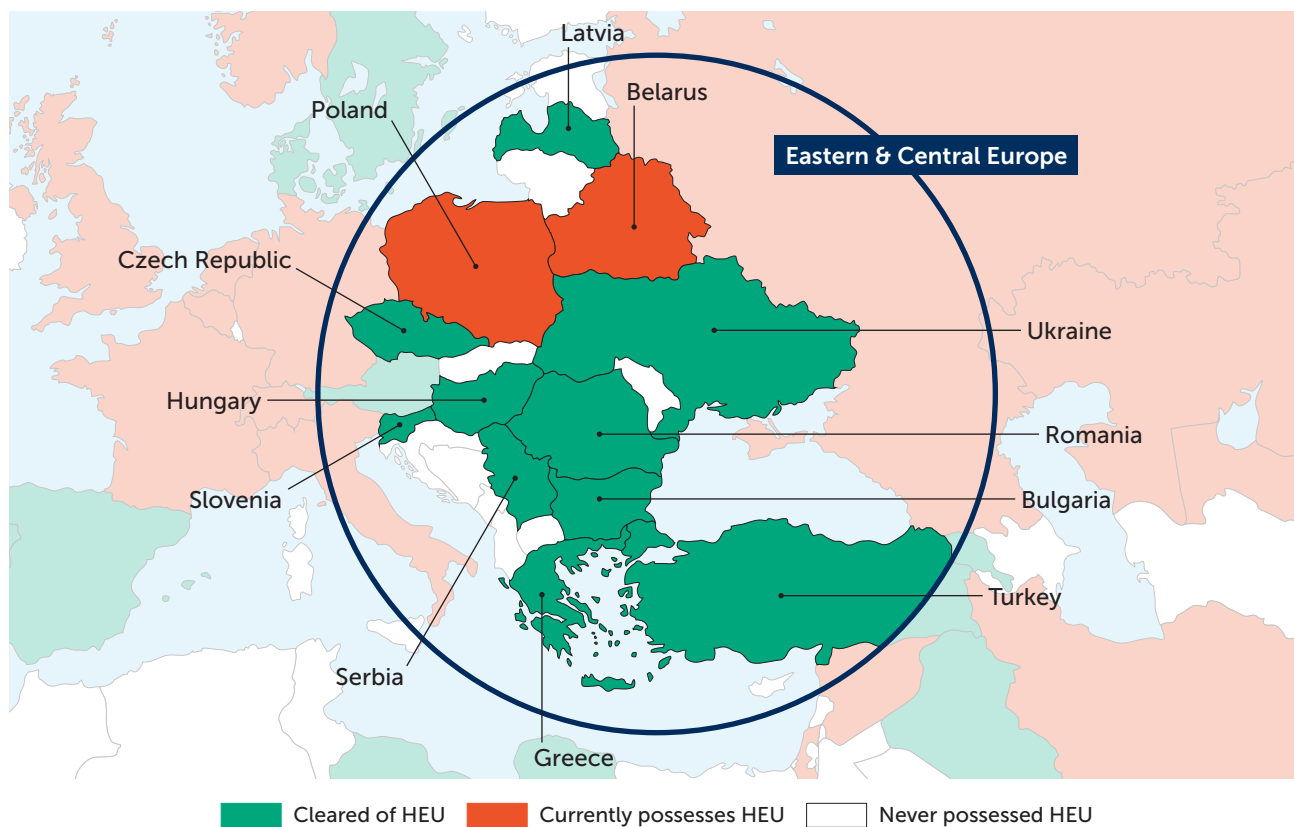 Latvia
Belarus
Poland
Eastern & Central Europe
Czech Republic
Ukraine
Hungary
Romania
Slovenia
Bulgaria
Turkey
Serbia
Greece
Cleared of HEU
Currently possesses HEU
Never possessed HEU